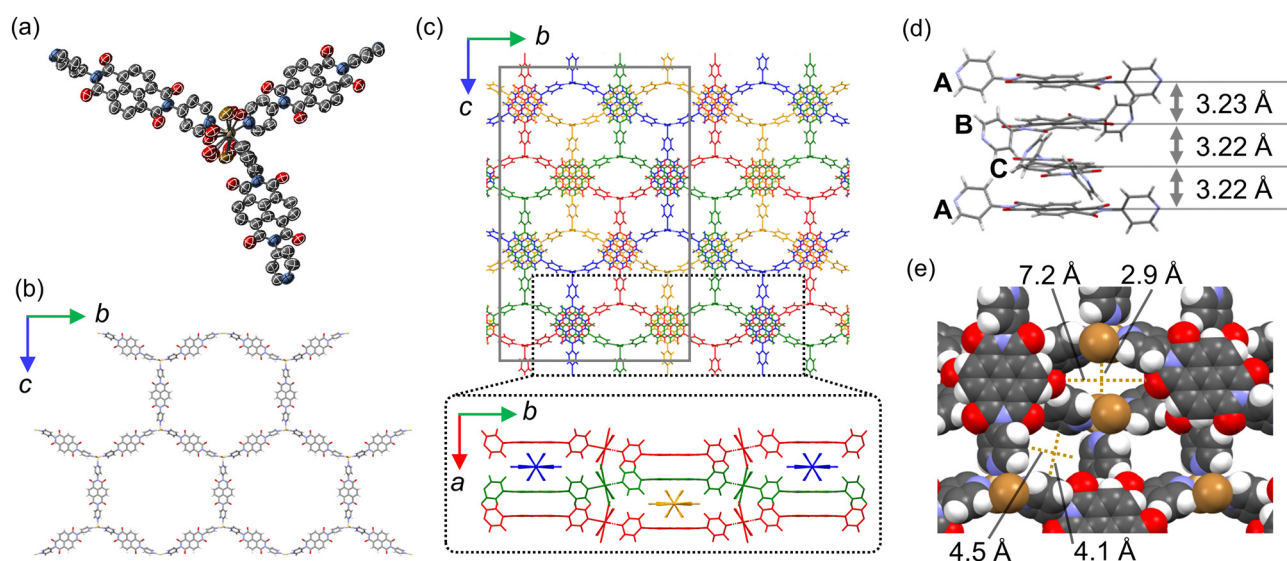 (a)
(b)
b
c
(c)
b
c
b
a
(d)
A
B
C
A
3.23 Å
3.22 Å
3.22 Å
(e)
7.2 Å
2.9 Å
4.5 Å
4.1 Å